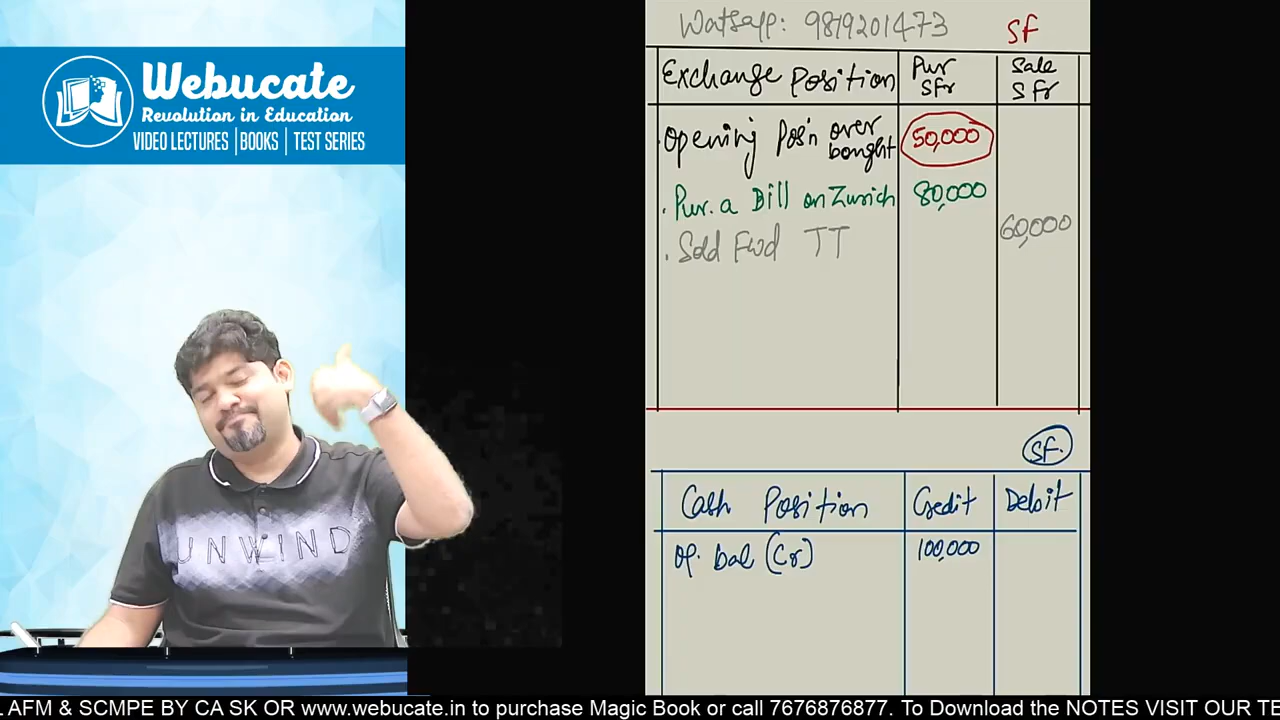 Webucate
Revolution in Education
VIDEO LECTURES | BOOKS | TEST SERIES
UNWIND
Watsapp: 9819201473
SF
Exchange Position
Pur SFr
Sale SFr
Opening Pos'n over bought 50,000
. Pur. a Bill on Zurich 80,000
. Sold Fwd TT 60,000
SF.
Cash Position Credit Debit
Op. bal (Cr) 100,000
AFM & SCMPE BY CA SK OR www.webucate.in to purchase Magic Book or call 7676876877. To Download the NOTES VISIT OUR